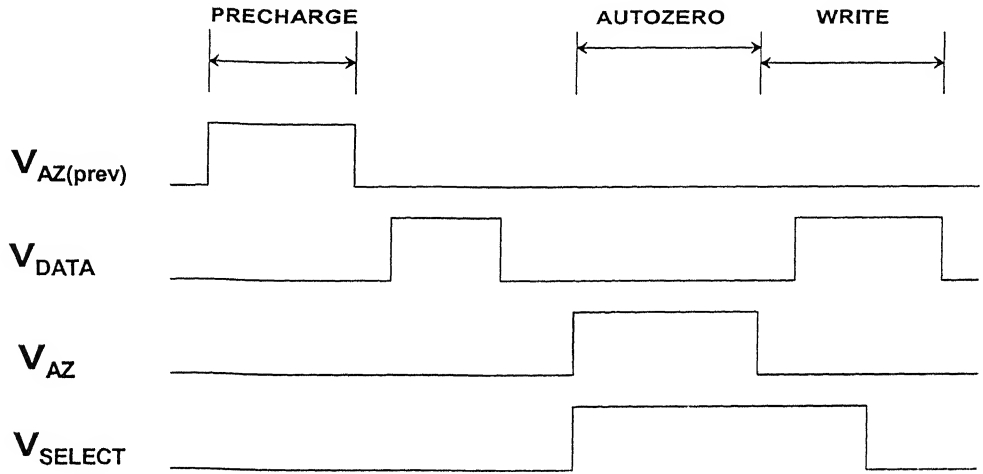 PRECHARGE AUTOZERO WRITE
VAZ(prev)
VDATA
VAZ
VSELECT